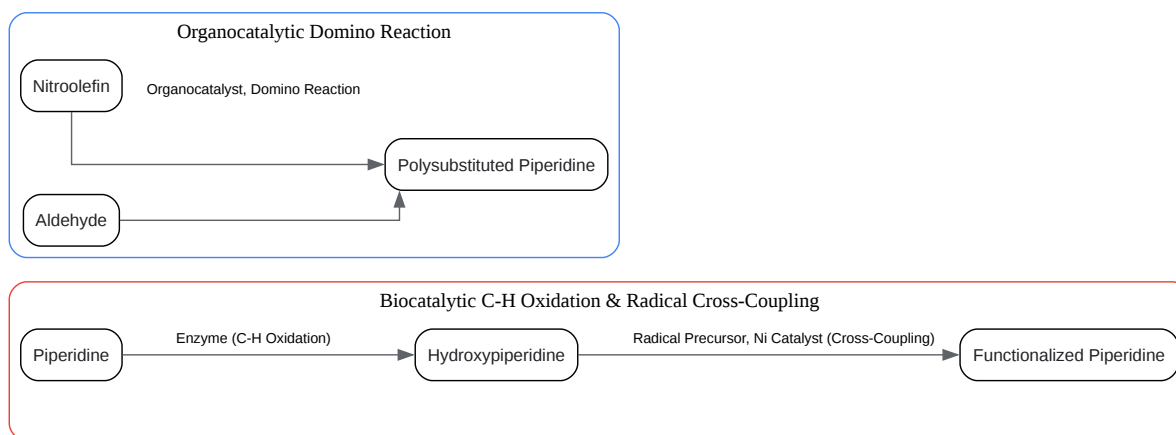 Organocatalytic Domino Reaction
Nitroolefin
Organocatalyst, Domino Reaction
Polysubstituted Piperidine
Aldehyde
Biocatalytic C-H Oxidation & Radical Cross-Coupling
Piperidine
Enzyme (C-H Oxidation)
Hydroxypiperidine
Radical Precursor, Ni Catalyst (Cross-Coupling)
Functionalized Piperidine